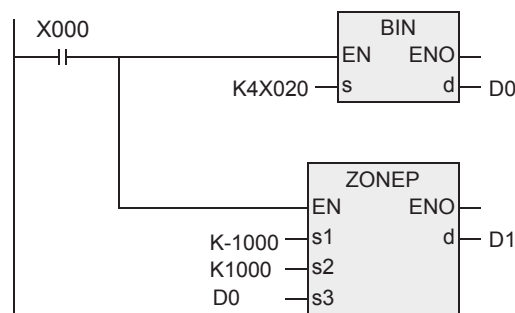 X000
BIN
EN ENO
K4X020 s d D0
ZONEP
EN ENO
K-1000 s1 d D1
K1000 s2
D0 s3